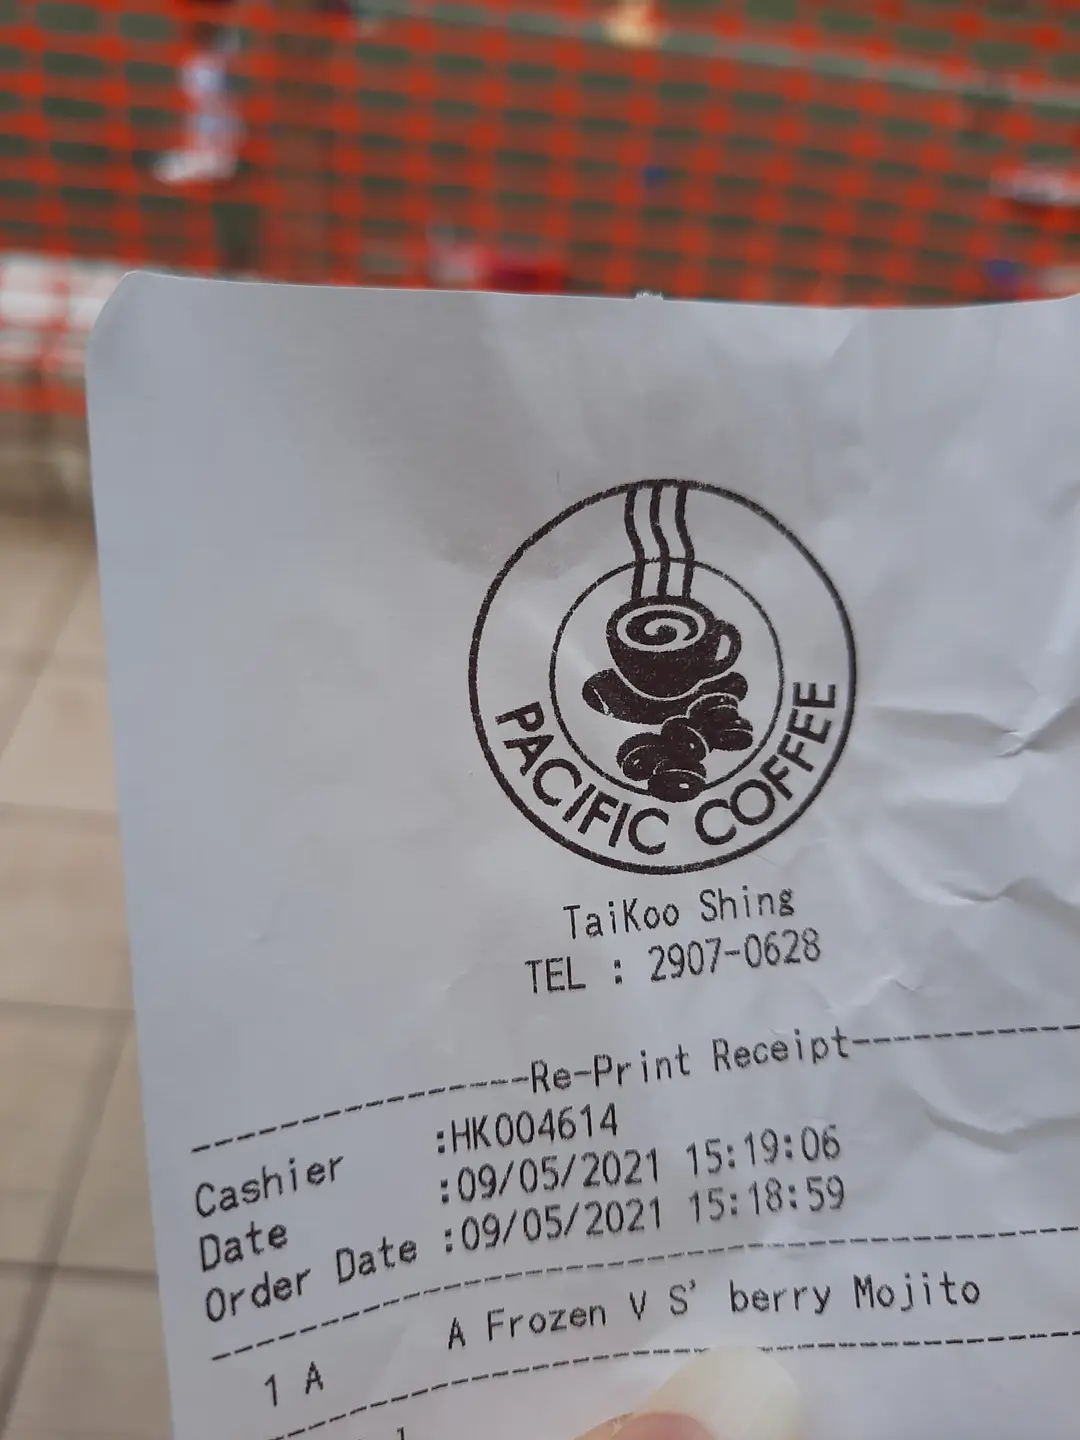 PACIFIC COFFEE
TaiKoo Shing
TEL : 2907-0628
------------Re-Print Receipt------------
Cashier :HK004614
Date :09/05/2021 15:19:06
Order Date :09/05/2021 15:18:59
1 A A Frozen V S' berry Mojito